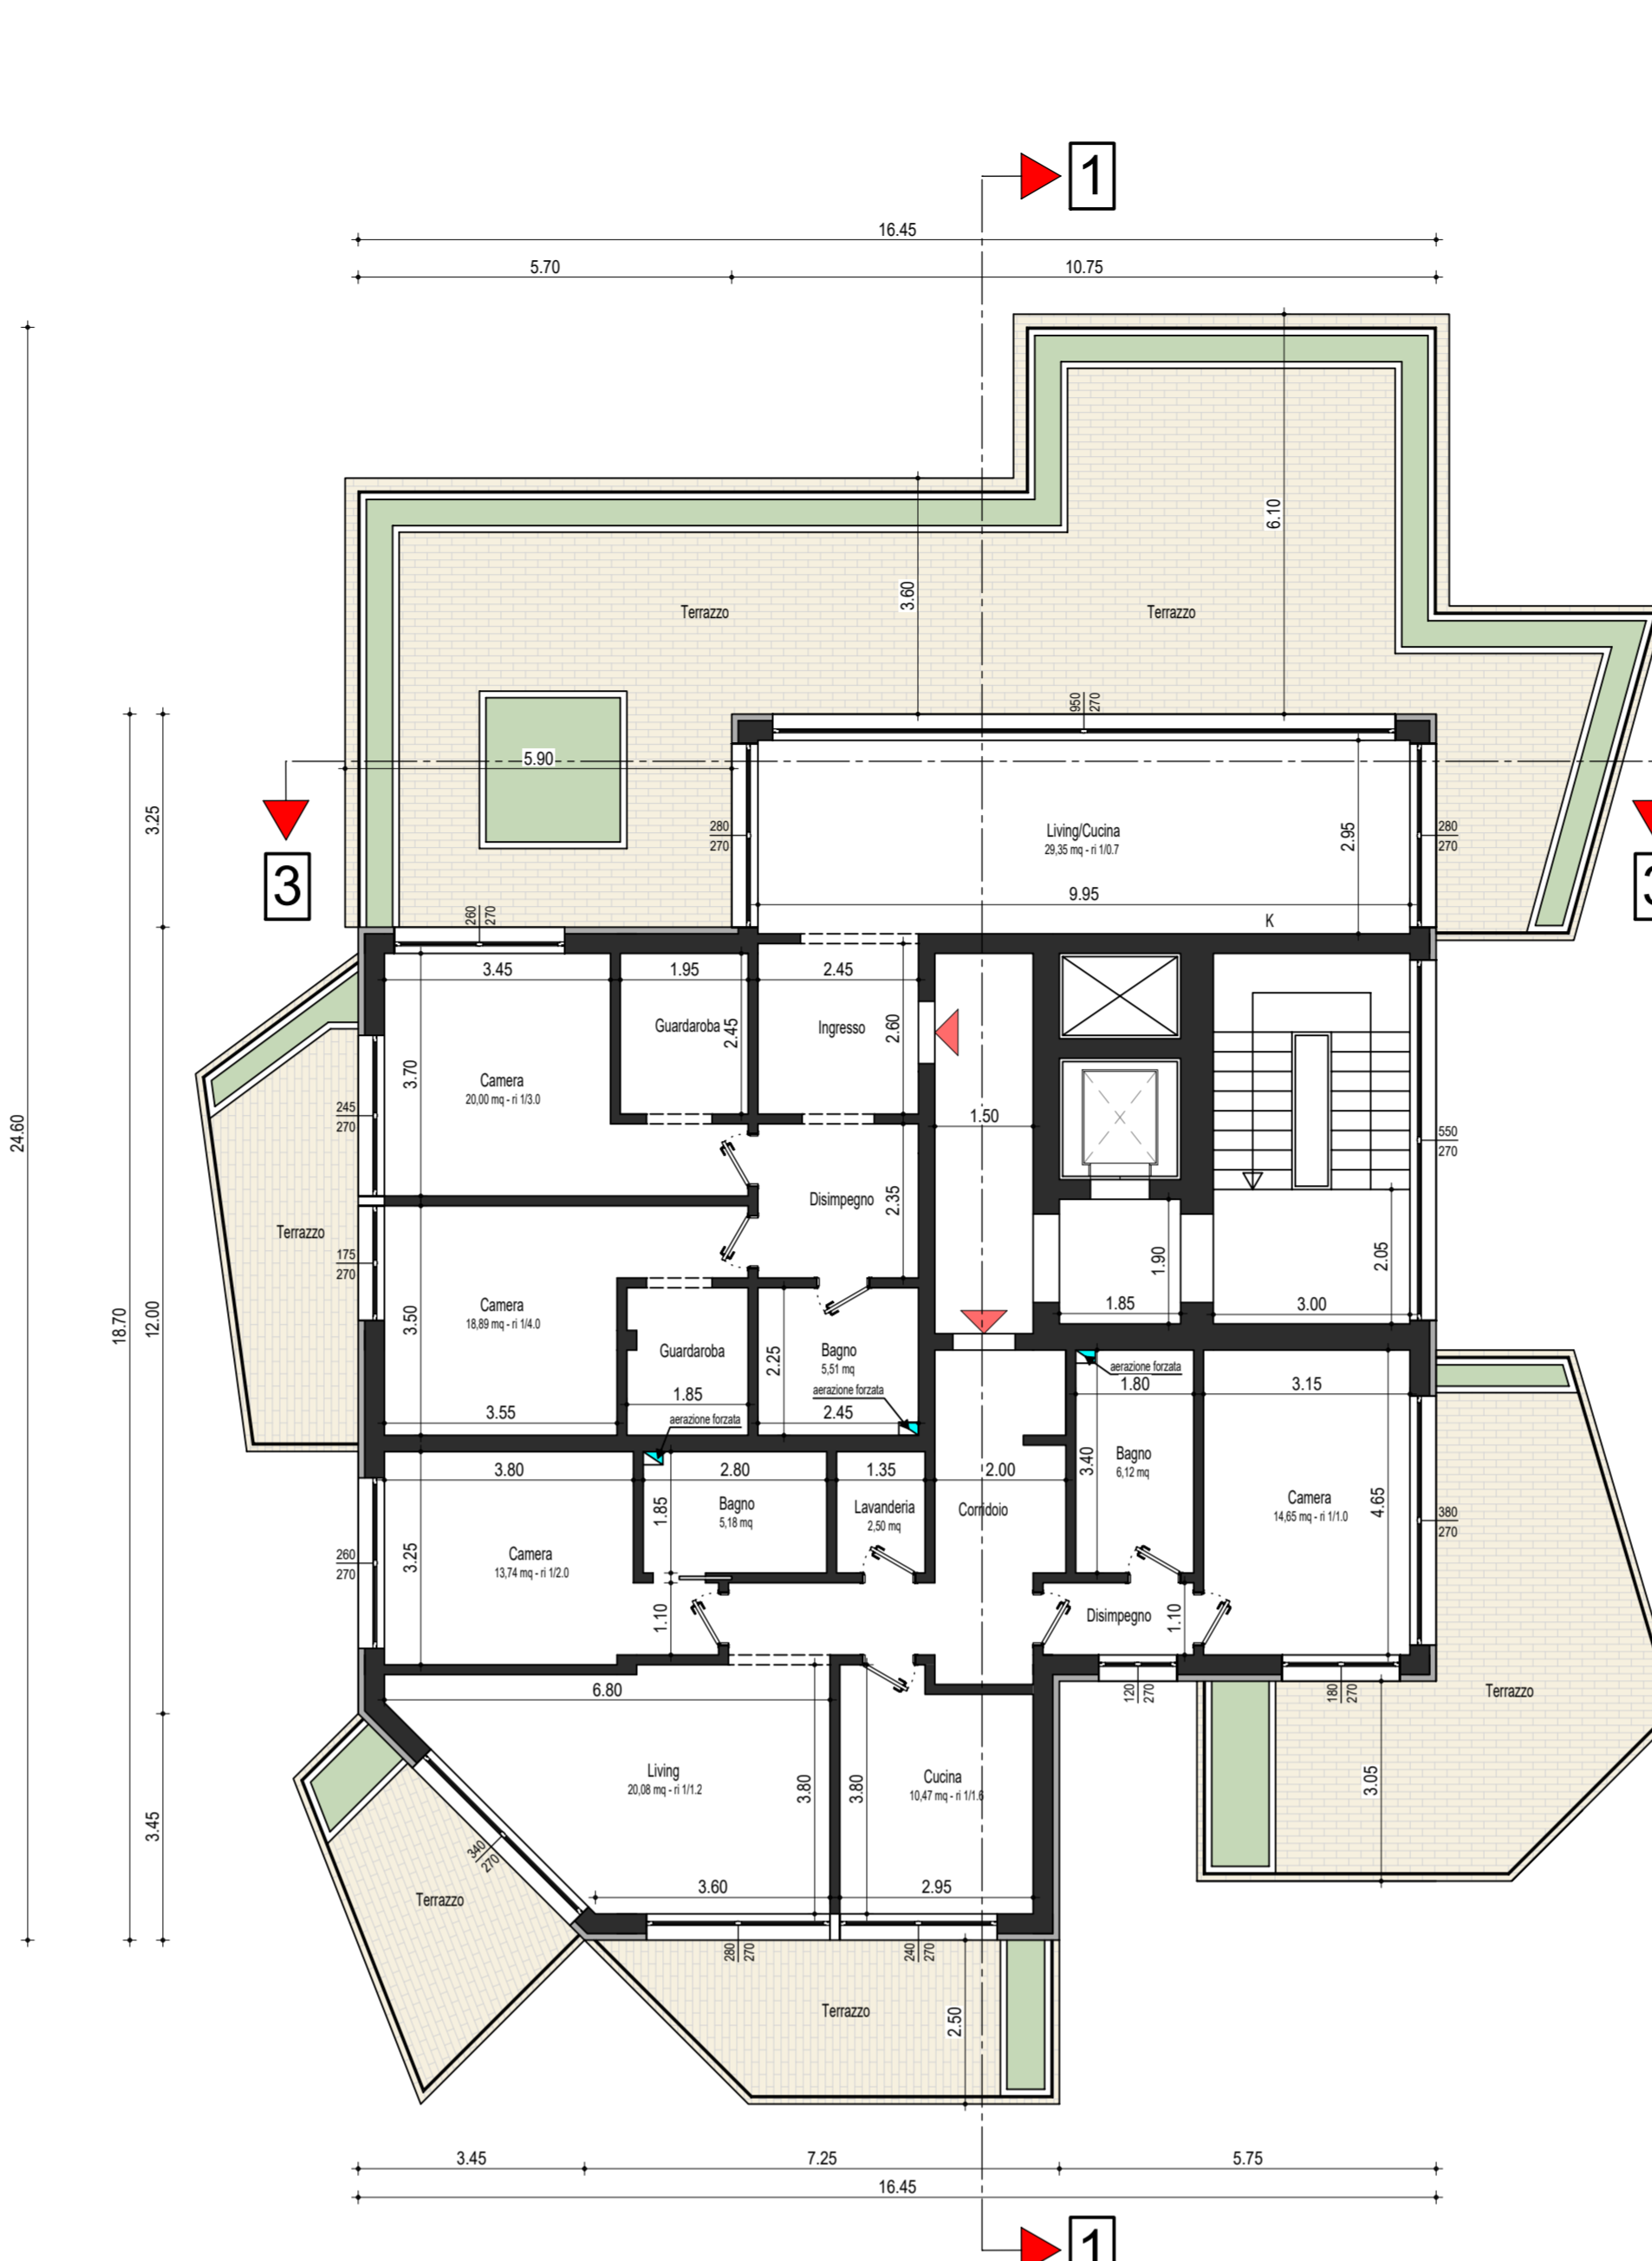 1
16.45
5.70
10.75
6.10
3.60
Terrazzo
Terrazzo
950
270
5.90
3.25
280
270
Living/Cucina
29,35 mq - ri 1/0.7
2.95
280
270
3
9.95
K
260
270
3.45
1.95
2.45
Guardaroba
2.45
Ingresso
2.60
3.70
Camera
20,00 mq - ri 1/3.0
245
270
1.50
24.60
550
270
Disimpegno
2.35
Terrazzo
175
270
1.90
2.05
18.70
12.00
3.50
Camera
18,89 mq - ri 1/4.0
1.85
3.00
Guardaroba
2.25
Bagno
5,51 mq
aerazione forzata
aerazione forzata
1.80
3.15
1.85
3.55
2.45
aerazione forzata
3.80
2.80
1.35
2.00
3.40
Bagno
6,12 mq
1.85
Bagno
5,18 mq
Lavanderia
2,50 mq
Corridoio
Camera
14,65 mq - ri 1/1.0
4.65
380
270
260
270
3.25
Camera
13,74 mq - ri 1/2.0
1.10
Disimpegno
1.10
6.80
120
270
180
270
Terrazzo
Living
20,08 mq - ri 1/1.2
3.80
3.80
Cucina
10,47 mq - ri 1/1.6
3.05
3.45
340
270
3.60
2.95
Terrazzo
280
270
240
270
Terrazzo
2.50
3.45
7.25
5.75
16.45
1